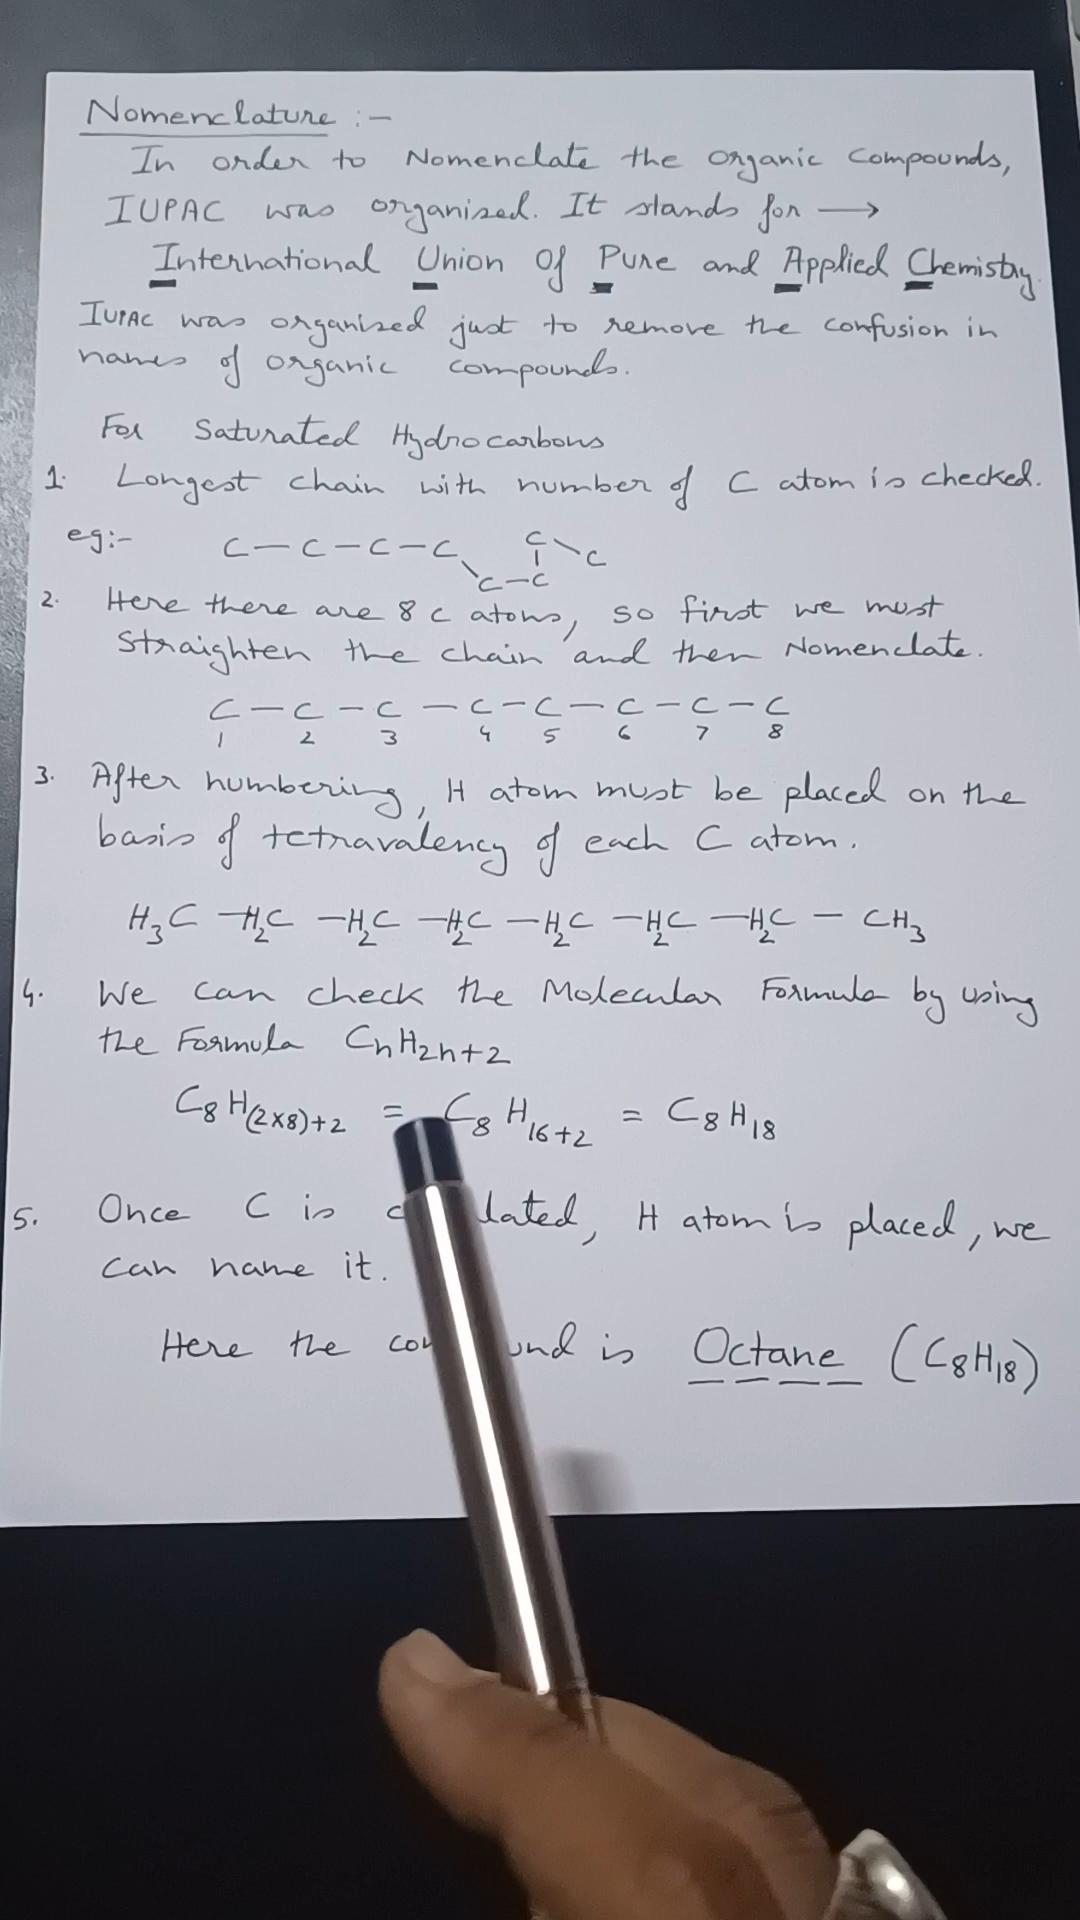 Nomenclature :-
In order to Nomenclate the organic compounds,
IUPAC was organised. It stands for →
International Union Of Pure and Applied Chemistry.
IUPAC was organized just to remove the confusion in
names of organic compounds.
For Saturated Hydrocarbons
1. Longest chain with number of C atom is checked.
eg:- C-C-C-C C C
C-C
2. Here there are 8 C atoms, so first we must
straighten the chain and then Nomenclate.
C-C-C-C-C-C-C-C
1 2 3 4 5 6 7 8
3. After numbering, H atom must be placed on the
basis of tetravalency of each C atom.
H3C-H2C-H2C-H2C-H2C-H2C-H2C-CH3
4. We can check the Molecular Formula by using
the Formula CnH2n+2
C8H(2x8)+2 = C8H16+2 = C8H18
5. Once C is lated, H atom is placed, we
can name it.
Here the is Octane (C8H18)